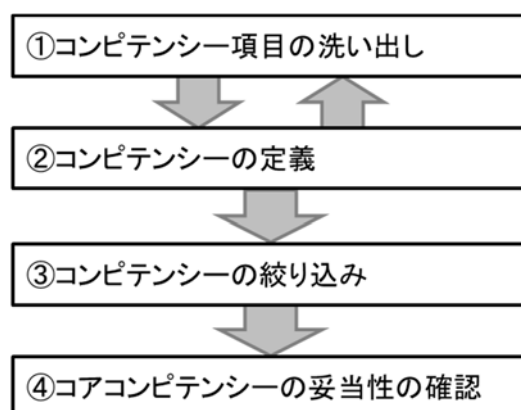 ①コンピテンシー項目の洗い出し
②コンピテンシーの定義
③コンピテンシーの絞り込み
④コアコンピテンシーの妥当性の確認